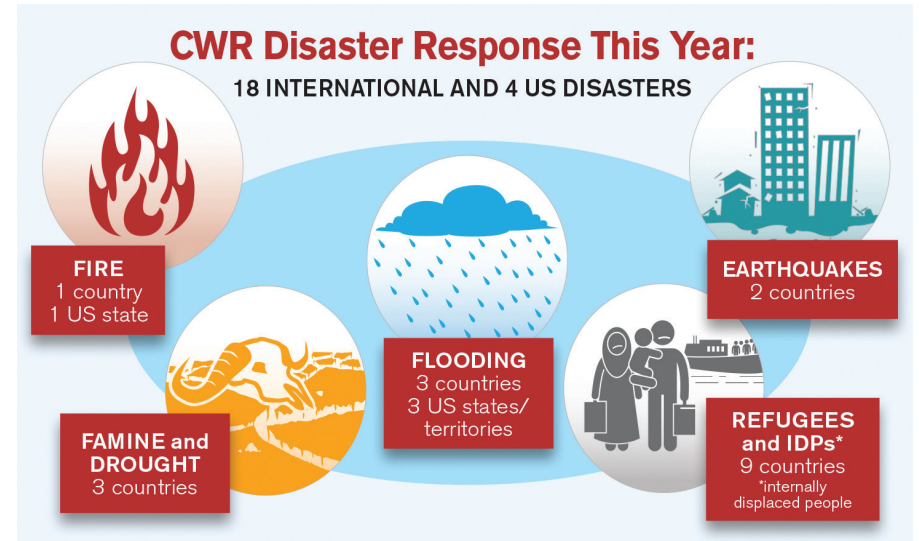 CWR Disaster Response This Year:
18 INTERNATIONAL AND 4 US DISASTERS
FIRE
1 country
1 US state
FAMINE and
DROUGHT
3 countries
FLOODING
3 countries
3 US states/
territories
EARTHQUAKES
2 countries
REFUGEES
and IDPs*
9 countries
*internally
displaced people